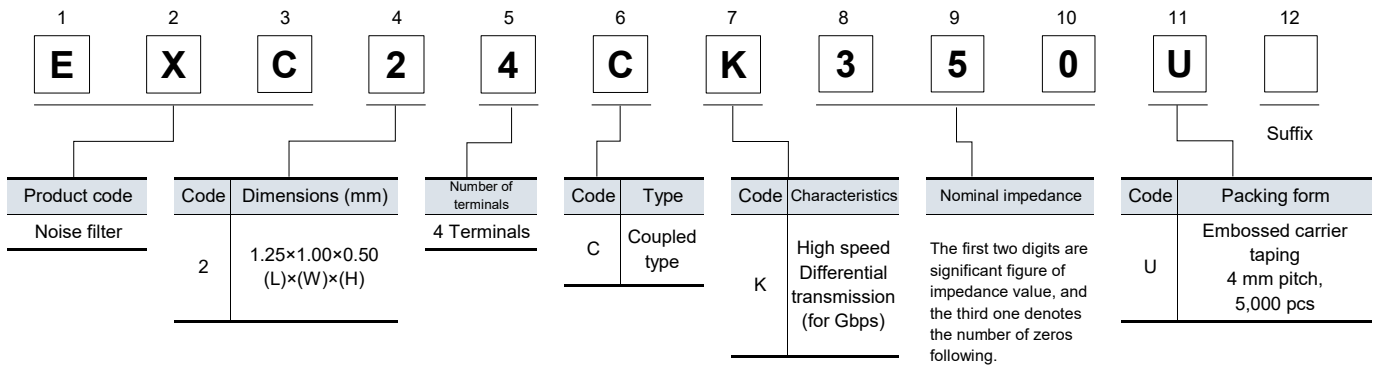 1 2 3 4 5 6 7 8 9 10 11 12
E X C 2 4 C K 3 5 0 U
Suffix
Product code
Noise filter
Code Dimensions (mm)
2 1.25×1.00×0.50
(L)×(W)×(H)
Number of
terminals
4 Terminals
Code Type
C Coupled
type
Code Characteristics
K High speed
Differential
transmission
(for Gbps)
Nominal impedance
The first two digits are
significant figure of
impedance value, and
the third one denotes
the number of zeros
following.
Code Packing form
U Embossed carrier
taping
4 mm pitch,
5,000 pcs